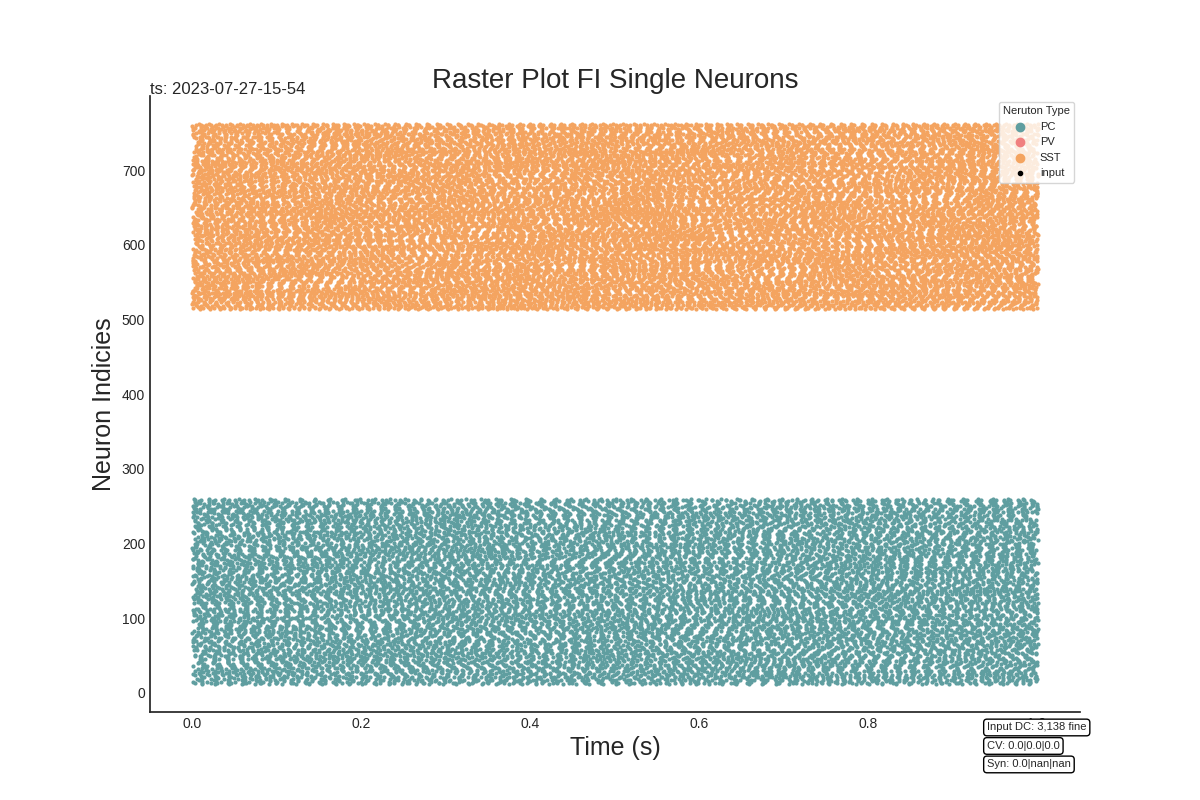 Raster Plot FI Single Neurons
ts: 2023-07-27-15-54
Neruton Type
PC
PV
SST
input
Neuron Indicies
700
600
500
400
300
200
100
0
0.0 0.2 0.4 0.6 0.8
Time (s)
Input DC: 3,138 fine
CV: 0.0|0.0|0.0
Syn: 0.0|nan|nan